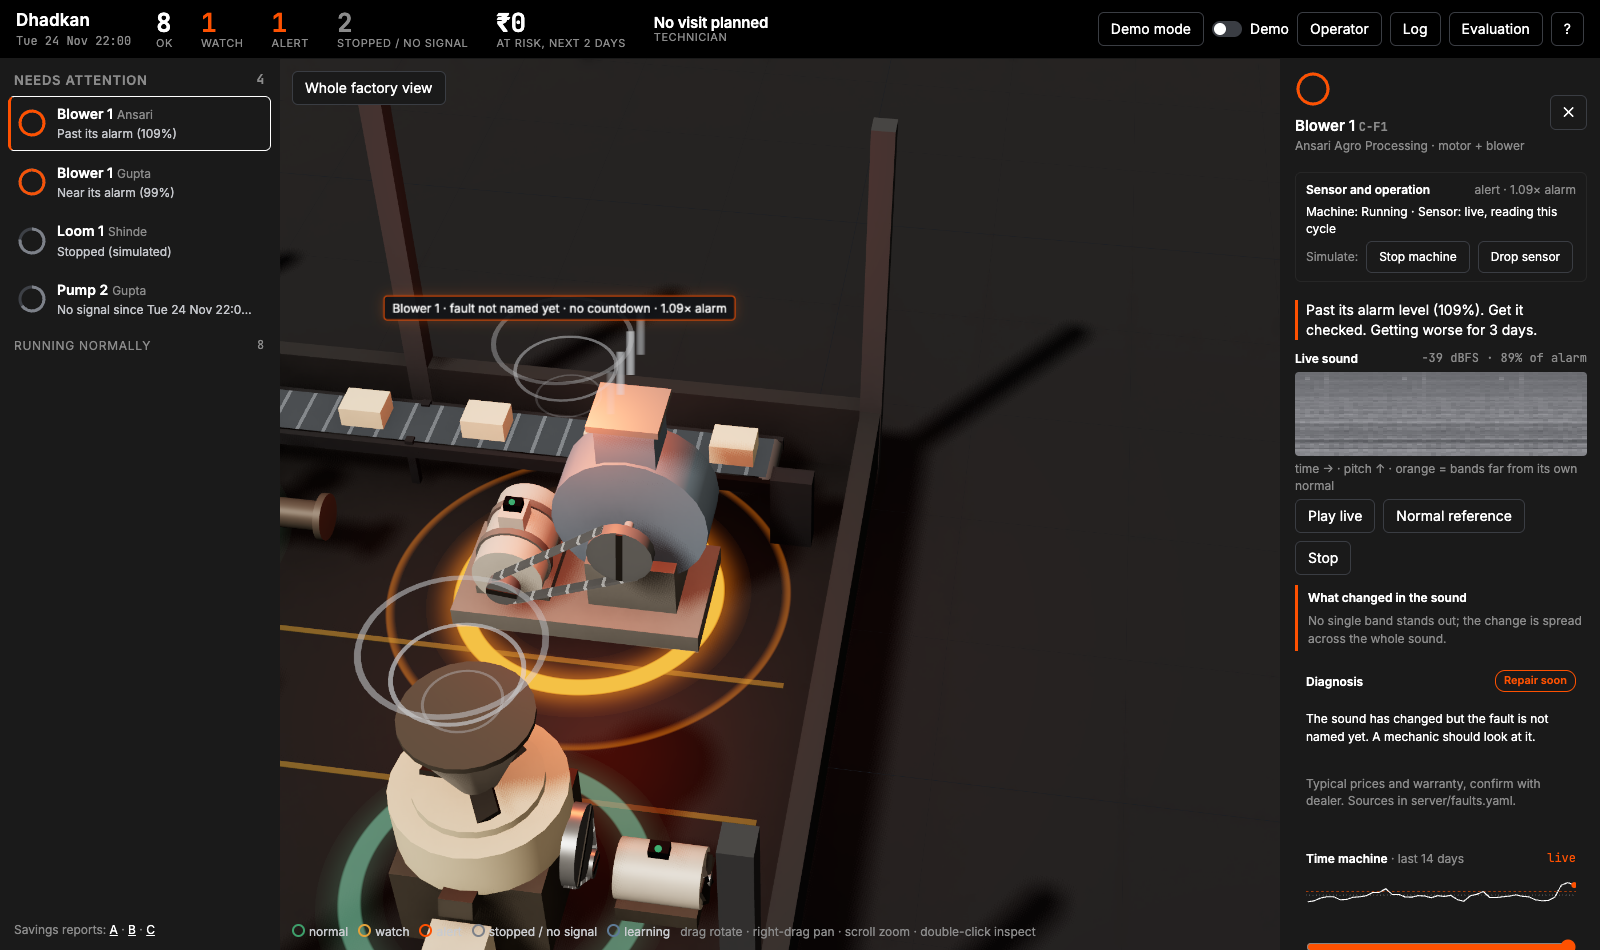 Dhadkan
Tue 24 Nov 22:00
8 OK
1 WATCH
1 ALERT
2 STOPPED / NO SIGNAL
₹0 AT RISK, NEXT 2 DAYS
No visit planned
TECHNICIAN
Demo mode
Demo
Operator
Log
Evaluation
?
NEEDS ATTENTION 4
Blower 1 Ansari
Past its alarm (109%)
Blower 1 Gupta
Near its alarm (99%)
Loom 1 Shinde
Stopped (simulated)
Pump 2 Gupta
No signal since Tue 24 Nov 22:0...
RUNNING NORMALLY 8
Savings reports: A · B · C
Whole factory view
Blower 1 · fault not named yet · no countdown · 1.09× alarm
normal
watch
stopped / no signal
learning
drag rotate · right-drag pan · scroll zoom · double-click inspect
Blower 1 C-F1
Ansari Agro Processing · motor + blower
Sensor and operation alert · 1.09× alarm
Machine: Running · Sensor: live, reading this
cycle
Simulate: Stop machine Drop sensor
Past its alarm level (109%). Get it
checked. Getting worse for 3 days.
Live sound -39 dBFS · 89% of alarm
time → · pitch ↑ · orange = bands far from its own
normal
Play live
Normal reference
Stop
What changed in the sound
No single band stands out; the change is spread
across the whole sound.
Diagnosis Repair soon
The sound has changed but the fault is not
named yet. A mechanic should look at it.
Typical prices and warranty, confirm with
dealer. Sources in server/faults.yaml.
Time machine · last 14 days live